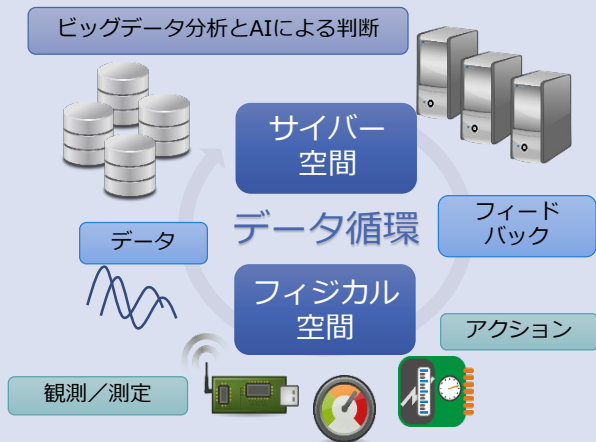 ビッグデータ分析とAIによる判断
サイバー
空間
データ循環
フィード
バック
データ
フィジカル
空間
アクション
観測／測定